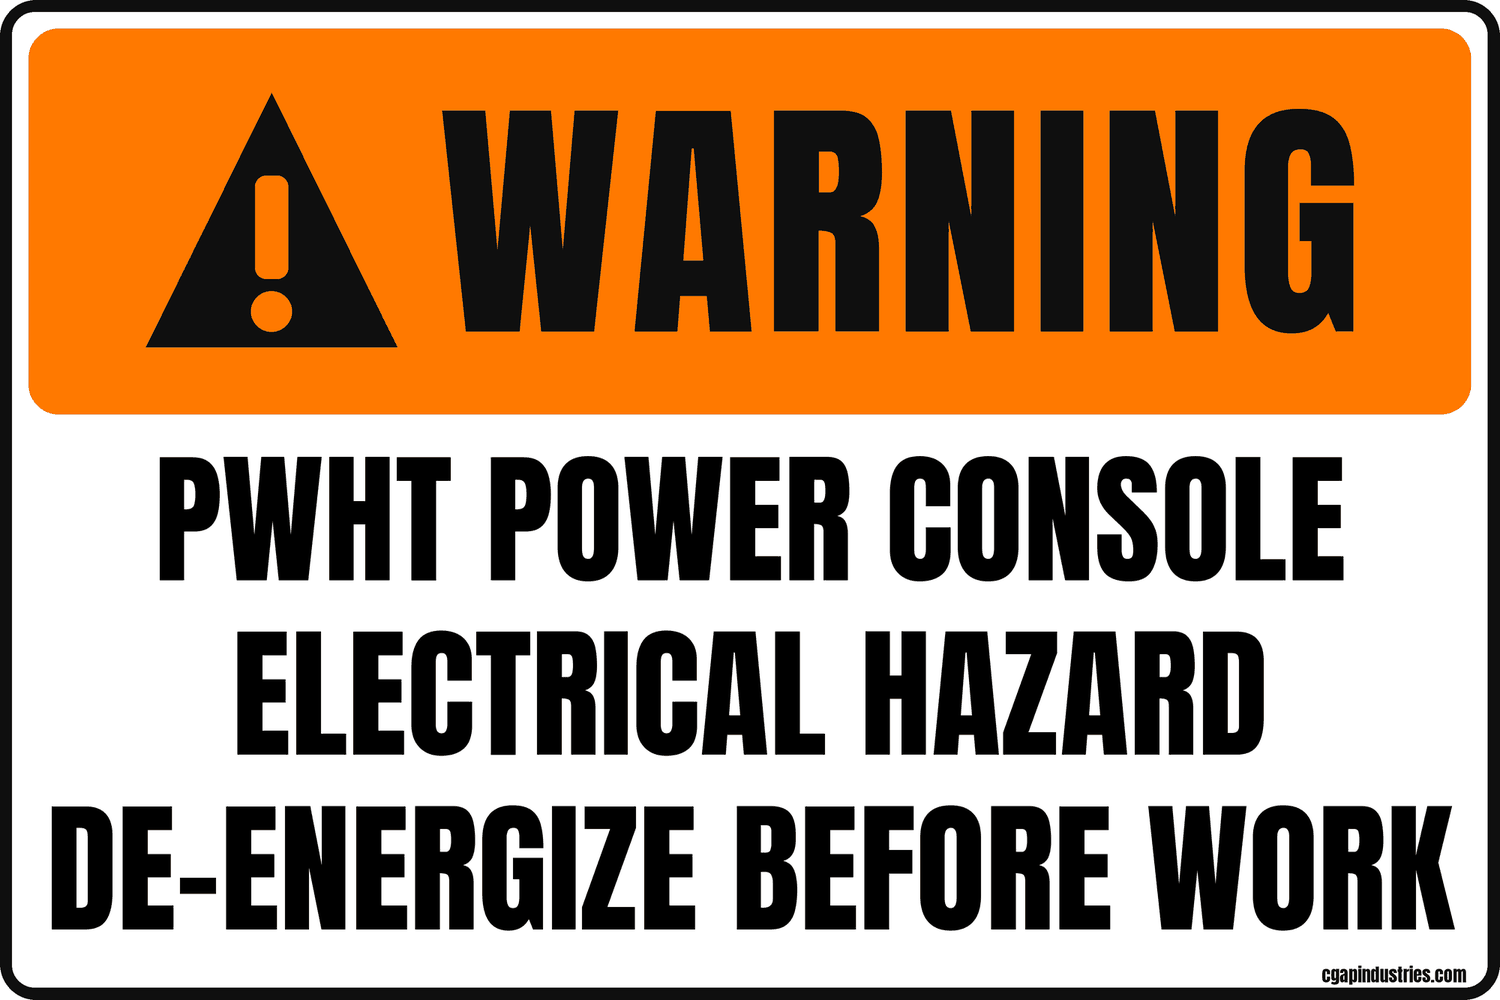 WARNING
PWHT POWER CONSOLE
ELECTRICAL HAZARD
DE-ENERGIZE BEFORE WORK
cgapindustries.com